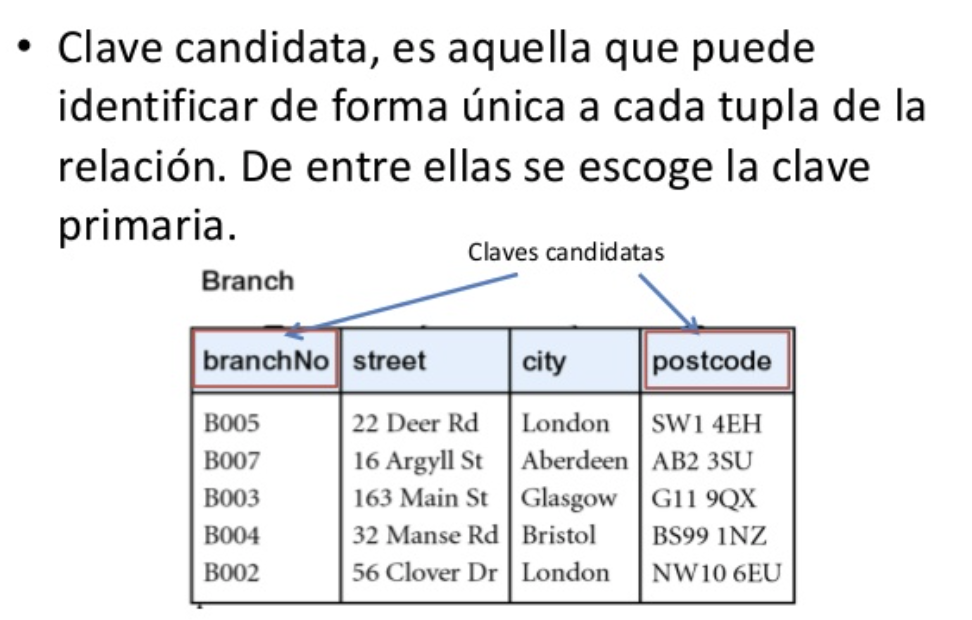 • Clave candidata, es aquella que puede
identificar de forma única a cada tupla de la
relación. De entre ellas se escoge la clave
primaria.
Claves candidatas
Branch
branchNo street city postcode
B005 22 Deer Rd London SW1 4EH
B007 16 Argyll St Aberdeen AB2 3SU
B003 163 Main St Glasgow G11 9QX
B004 32 Manse Rd Bristol BS99 1NZ
B002 56 Clover Dr London NW10 6EU